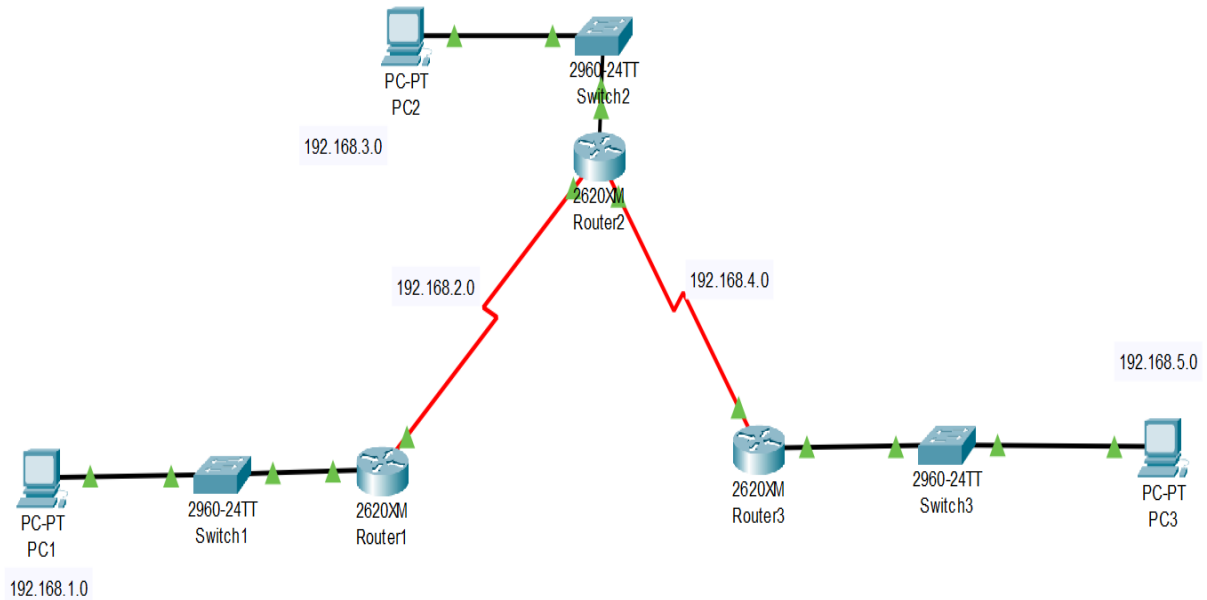 PC-PT
PC2
2960-24TT
Switch2
192.168.3.0
2620XM
Router2
192.168.2.0
192.168.4.0
192.168.5.0
PC-PT
PC1
2960-24TT
Switch1
2620XM
Router1
2620XM
Router3
2960-24TT
Switch3
PC-PT
PC3
192.168.1.0